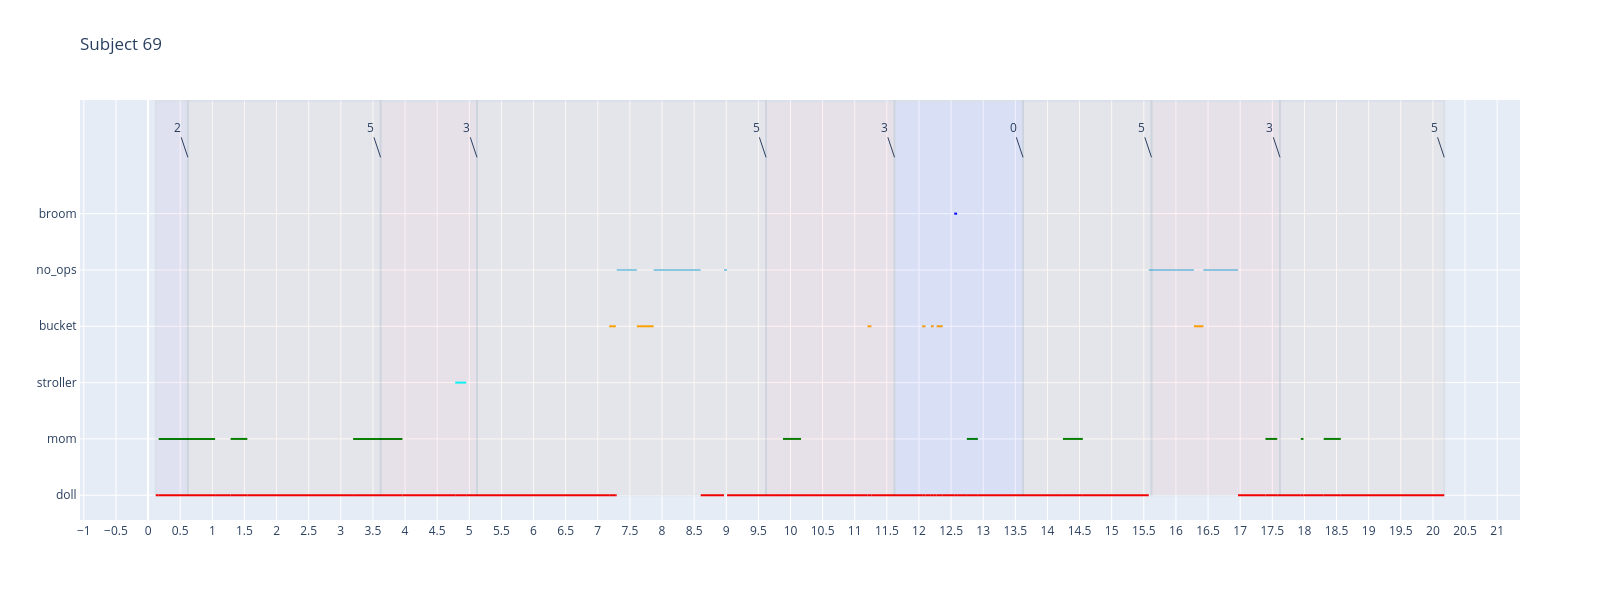 Subject 69
2 5 3 5 3 0 5 3 5
broom
no_ops
bucket
stroller
mom
doll
−1 −0.5 0 0.5 1 1.5 2 2.5 3 3.5 4 4.5 5 5.5 6 6.5 7 7.5 8 8.5 9 9.5 10 10.5 11 11.5 12 12.5 13 13.5 14 14.5 15 15.5 16 16.5 17 17.5 18 18.5 19 19.5 20 20.5 21